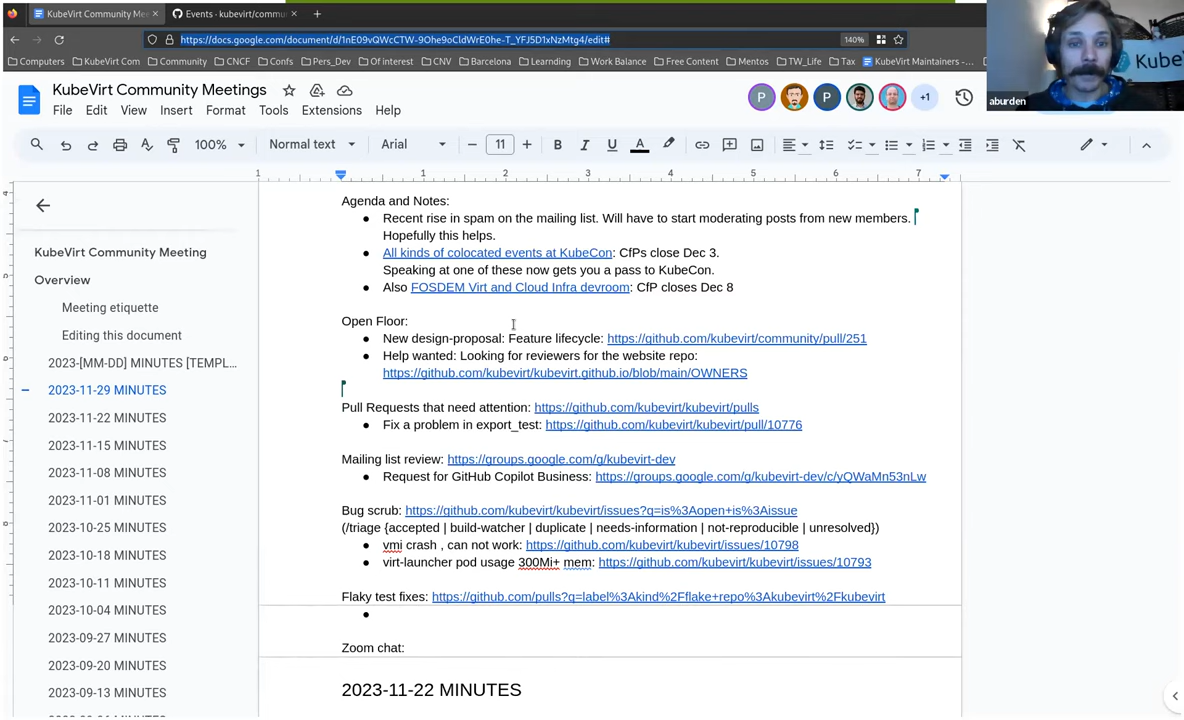 KubeVirt Community Mee
Events · kubevirt/commu
https://docs.google.com/document/d/1nE09vQWcCTW-9Ohe9oCldWrE0he-T_YFJ5D1xNzMtg4/edit#
140%
Computers KubeVirt Com Community CNCF Confs Pers_Dev Of interest CNV Barcelona Learnding Work Balance Free Content Mentos TW_Life Tax KubeVirt Maintainers -…
KubeVirt Community Meetings
File Edit View Insert Format Tools Extensions Help
P P +1
aburden
100% Normal text Arial 11 B I U A
1 1 2 3 4 5 6 7
KubeVirt Community Meeting
Overview
Meeting etiquette
Editing this document
2023-[MM-DD] MINUTES [TEMPL…
2023-11-29 MINUTES
2023-11-22 MINUTES
2023-11-15 MINUTES
2023-11-08 MINUTES
2023-11-01 MINUTES
2023-10-25 MINUTES
2023-10-18 MINUTES
2023-10-11 MINUTES
2023-10-04 MINUTES
2023-09-27 MINUTES
2023-09-20 MINUTES
2023-09-13 MINUTES
Agenda and Notes:
● Recent rise in spam on the mailing list. Will have to start moderating posts from new members.
Hopefully this helps.
● All kinds of colocated events at KubeCon: CfPs close Dec 3.
Speaking at one of these now gets you a pass to KubeCon.
● Also FOSDEM Virt and Cloud Infra devroom: CfP closes Dec 8
Open Floor:
● New design-proposal: Feature lifecycle: https://github.com/kubevirt/community/pull/251
● Help wanted: Looking for reviewers for the website repo:
https://github.com/kubevirt/kubevirt.github.io/blob/main/OWNERS
Pull Requests that need attention: https://github.com/kubevirt/kubevirt/pulls
● Fix a problem in export_test: https://github.com/kubevirt/kubevirt/pull/10776
Mailing list review: https://groups.google.com/g/kubevirt-dev
● Request for GitHub Copilot Business: https://groups.google.com/g/kubevirt-dev/c/yQWaMn53nLw
Bug scrub: https://github.com/kubevirt/kubevirt/issues?q=is%3Aopen+is%3Aissue
(/triage {accepted | build-watcher | duplicate | needs-information | not-reproducible | unresolved})
● vmi crash , can not work: https://github.com/kubevirt/kubevirt/issues/10798
● virt-launcher pod usage 300Mi+ mem: https://github.com/kubevirt/kubevirt/issues/10793
Flaky test fixes: https://github.com/pulls?q=label%3Akind%2Fflake+repo%3Akubevirt%2Fkubevirt
●
Zoom chat:
2023-11-22 MINUTES